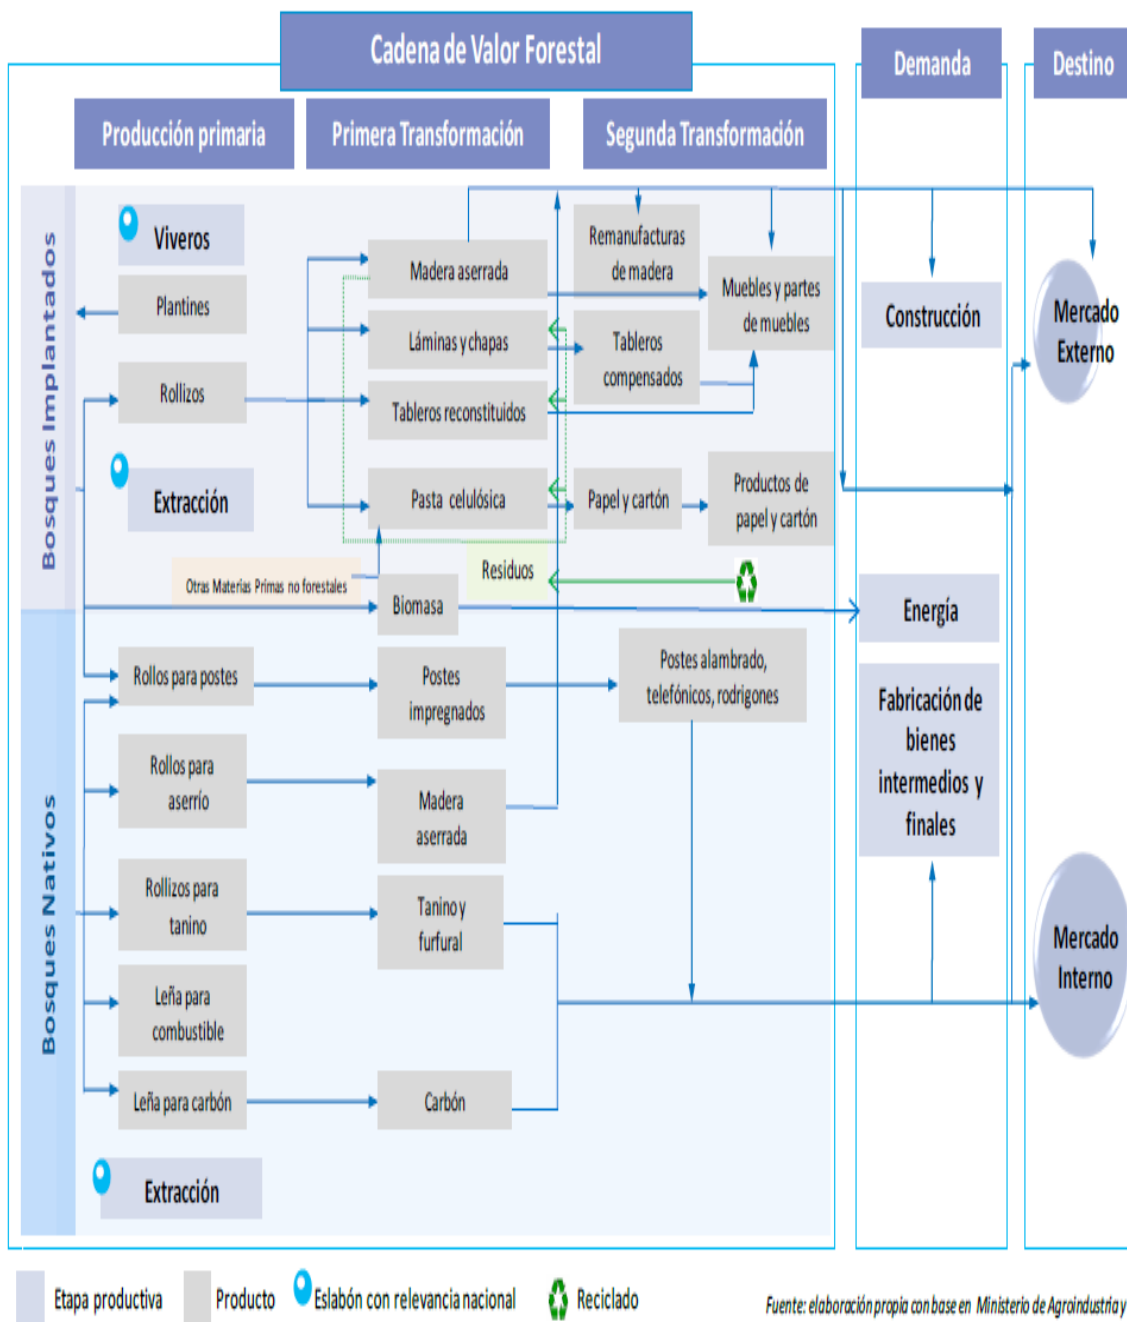 Cadena de Valor Forestal
Demanda
Destino
Producción primaria
Primera Transformación
Segunda Transformación
Bosques Implantados
Viveros
Plantines
Rollizos
Extracción
Madera aserrada
Láminas y chapas
Tableros reconstituidos
Pasta celulósica
Otras Materias Primas no forestales
Biomasa
Residuos
Remanufacturas
de madera
Muebles y partes
de muebles
Tableros
compensados
Papel y cartón
Productos de
papel y cartón
Construcción
Energía
Fabricación de
bienes
intermedios y
finales
Mercado
Externo
Mercado
Interno
Bosques Nativos
Rollos para postes
Rollos para
aserrío
Rollizos para
tanino
Leña para
combustible
Leña para carbón
Extracción
Postes
impregnados
Madera
aserrada
Tanino y
furfural
Carbón
Postes alambrado,
telefónicos, rodrigones
Etapa productiva
Producto
Eslabón con relevancia nacional
Reciclado
Fuente: elaboración propia con base en Ministerio de Agroindustria y